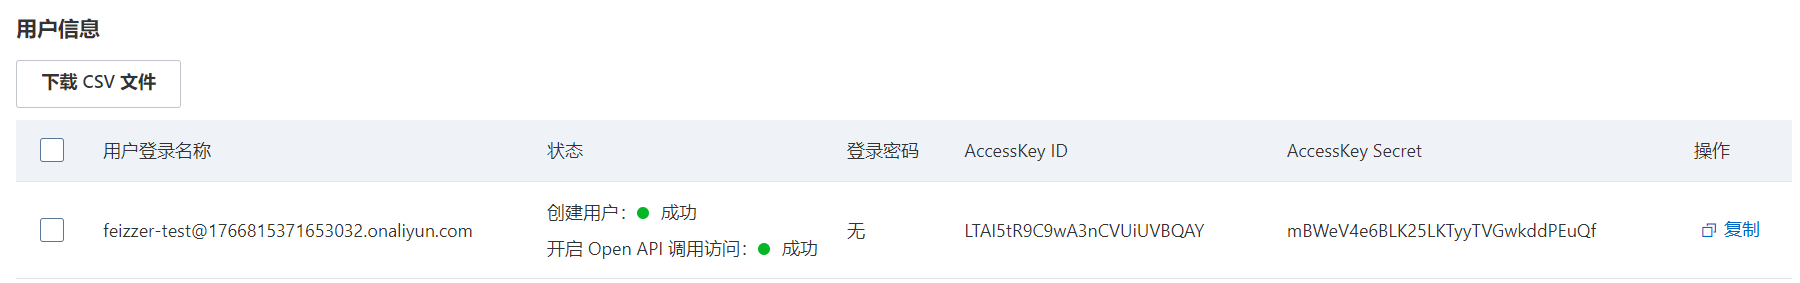 用户信息
下载 CSV 文件
用户登录名称 状态 登录密码 AccessKey ID AccessKey Secret 操作
feizzer-test@1766815371653032.onaliyun.com 创建用户： 成功 无 LTAI5tR9C9wA3nCVUiUVBQAY mBWeV4e6BLK25LKTyyTVGwkddPEuQf 复制
开启 Open API 调用访问： 成功